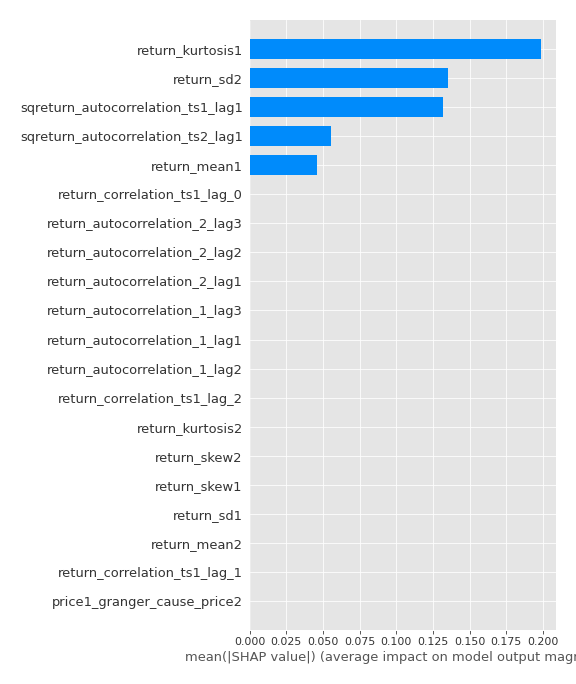 return_kurtosis1
return_sd2
sqreturn_autocorrelation_ts1_lag1
sqreturn_autocorrelation_ts2_lag1
return_mean1
return_correlation_ts1_lag_0
return_autocorrelation_2_lag3
return_autocorrelation_2_lag2
return_autocorrelation_2_lag1
return_autocorrelation_1_lag3
return_autocorrelation_1_lag1
return_autocorrelation_1_lag2
return_correlation_ts1_lag_2
return_kurtosis2
return_skew2
return_skew1
return_sd1
return_mean2
return_correlation_ts1_lag_1
price1_granger_cause_price2
0.000 0.025 0.050 0.075 0.100 0.125 0.150 0.175 0.200
mean(|SHAP value|) (average impact on model output magn